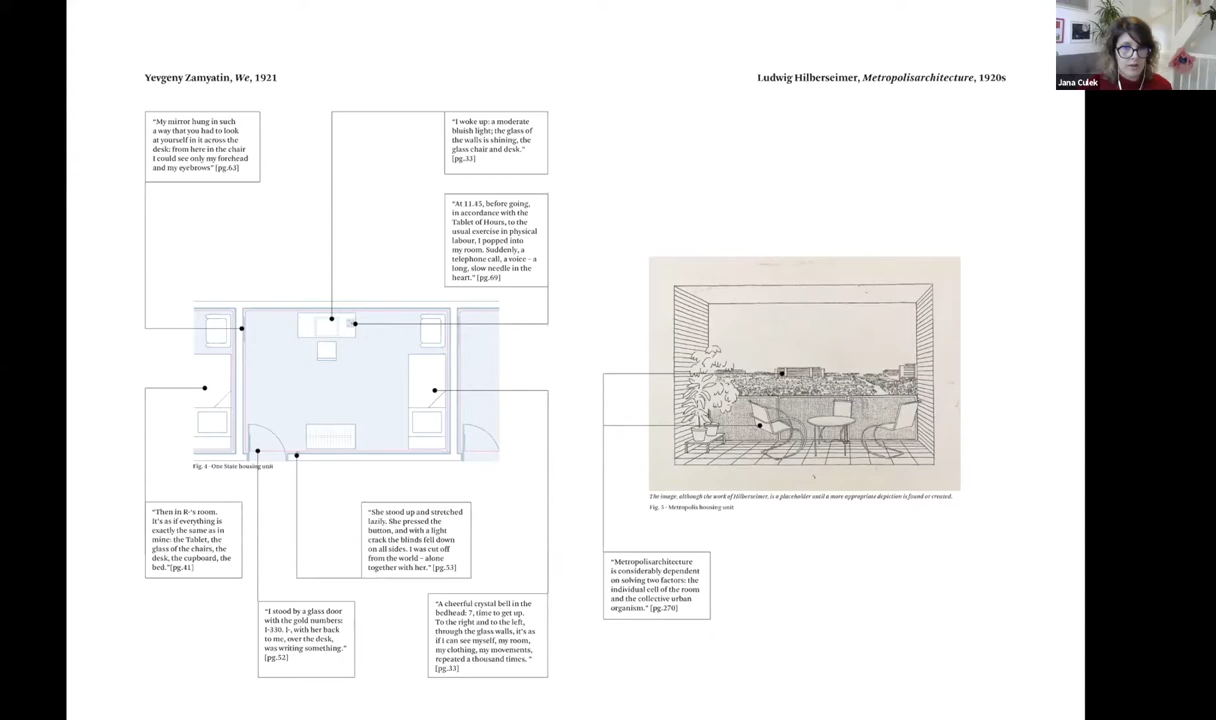 Yevgeny Zamyatin, We, 1921
Ludwig Hilberseimer, Metropolisarchitecture, 1920s
Jana Culek
“My mirror hung in such
a way that you had to look
at yourself in it across the
desk: from here in the chair
I could see only my forehead
and my eyebrows” [pg.63]
“I woke up: a moderate
bluish light; the glass of
the walls is shining, the
glass chair and desk.”
[pg.33]
“At 11.45, before going,
in accordance with the
Tablet of Hours, to the
usual exercise in physical
labour, I popped into
my room. Suddenly, a
telephone call, a voice – a
long, slow needle in the
heart.” [pg.69]
Fig. 4 - One State housing unit
“Then in R-’s room.
It’s as if everything is
exactly the same as in
mine: the Tablet, the
glass of the chairs, the
desk, the cupboard, the
bed.”[pg.41]
“She stood up and stretched
lazily. She pressed the
button, and with a light
crack the blinds fell down
on all sides. I was cut off
from the world – alone
together with her.” [pg.53]
“I stood by a glass door
with the gold numbers:
I-330. I-, with her back
to me, over the desk,
was writing something.”
[pg.52]
“A cheerful crystal bell in the
bedhead: 7, time to get up.
To the right and to the left,
through the glass walls, it’s as
if I can see myself, my room,
my clothing, my movements,
repeated a thousand times. ”
[pg.33]
The image, although the work of Hilberseimer, is a placeholder until a more appropriate depiction is found or created.
Fig. 5 - Metropolis housing unit
“Metropolisarchitecture
is considerably dependent
on solving two factors: the
individual cell of the room
and the collective urban
organism.” [pg.270]